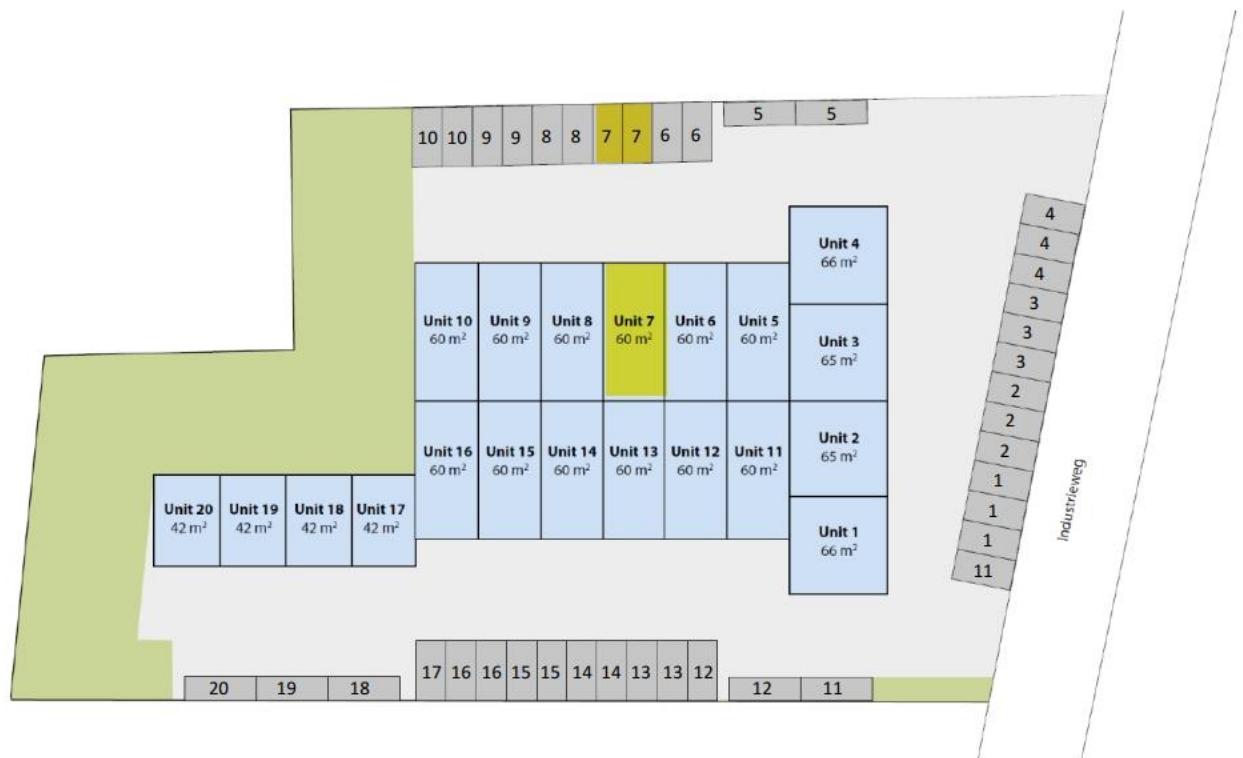 10 10 9 9 8 8 7 7 6 6
5 5
4
4
4
3
3
3
2
2
2
1
1
1
11
Unit 4
66 m²
Unit 10
60 m²
Unit 9
60 m²
Unit 8
60 m²
Unit 7
60 m²
Unit 6
60 m²
Unit 5
60 m²
Unit 3
65 m²
Unit 16
60 m²
Unit 15
60 m²
Unit 14
60 m²
Unit 13
60 m²
Unit 12
60 m²
Unit 11
60 m²
Unit 2
65 m²
Unit 20
42 m²
Unit 19
42 m²
Unit 18
42 m²
Unit 17
42 m²
Unit 1
66 m²
Industrieweg
20 19 18
17 16 16 15 15 14 14 13 13 12
12 11